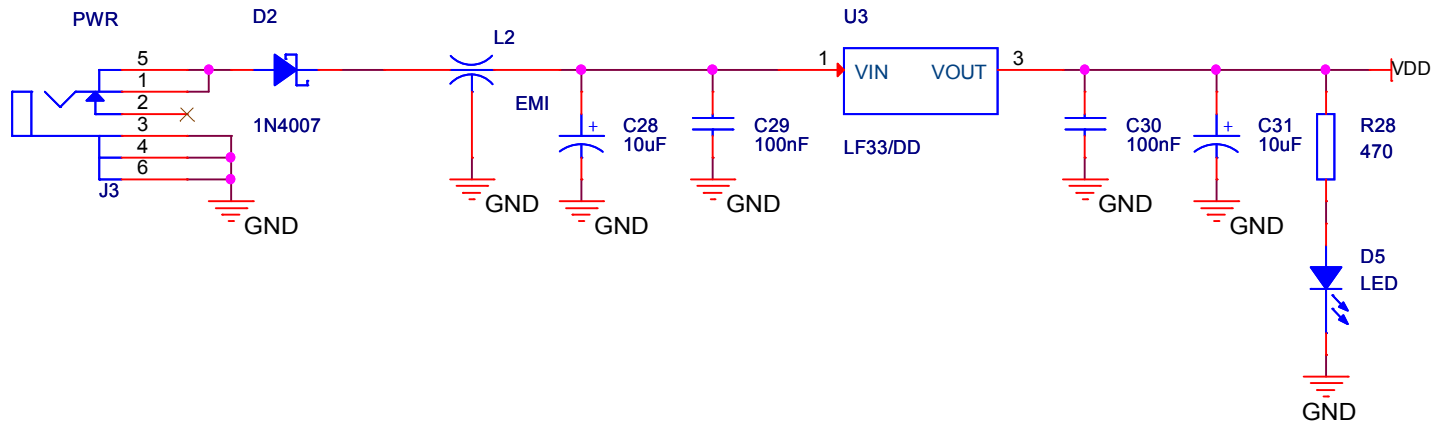 PWR
D2
U3
L2
5
1
2
3
4
6
J3
1N4007
EMI
1
VIN
VOUT
3
VDD
C28
10uF
C29
100nF
LF33/DD
C30
100nF
C31
10uF
R28
470
GND
GND
GND
GND
GND
GND
D5
LED
GND